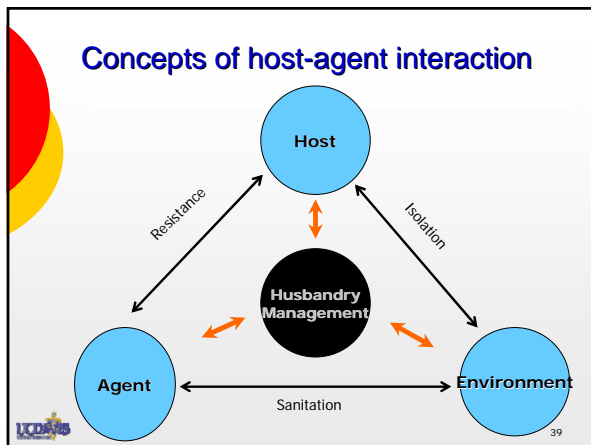 Concepts of host-agent interaction
Host
Resistance
Isolation
Husbandry
Management
Agent
Environment
Sanitation
UCDAVIS
39